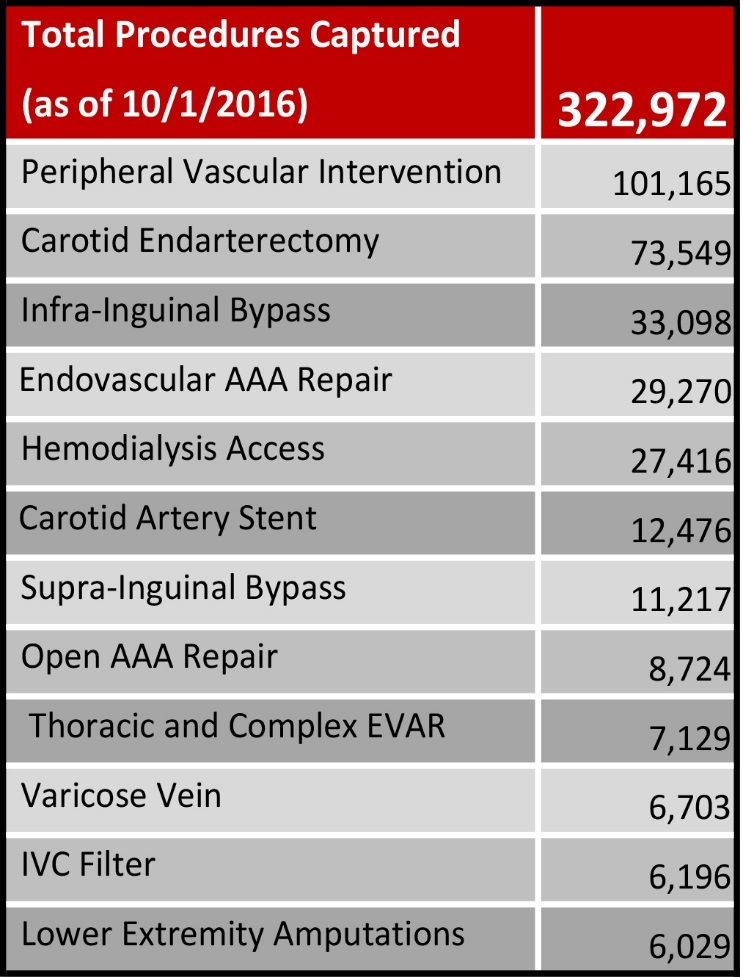 Total Procedures Captured
(as of 10/1/2016) 322,972
Peripheral Vascular Intervention 101,165
Carotid Endarterectomy 73,549
Infra-Inguinal Bypass 33,098
Endovascular AAA Repair 29,270
Hemodialysis Access 27,416
Carotid Artery Stent 12,476
Supra-Inguinal Bypass 11,217
Open AAA Repair 8,724
Thoracic and Complex EVAR 7,129
Varicose Vein 6,703
IVC Filter 6,196
Lower Extremity Amputations 6,029